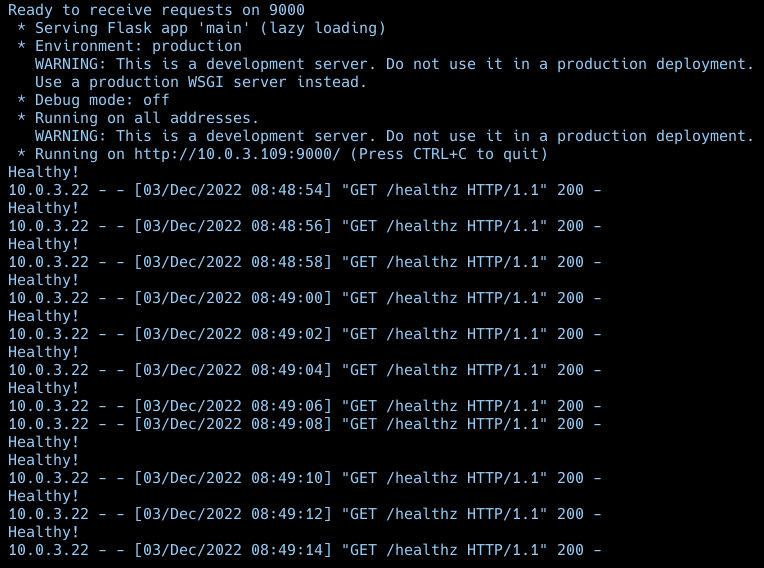 Ready to receive requests on 9000
 * Serving Flask app 'main' (lazy loading)
 * Environment: production
   WARNING: This is a development server. Do not use it in a production deployment.
   Use a production WSGI server instead.
 * Debug mode: off
 * Running on all addresses.
   WARNING: This is a development server. Do not use it in a production deployment.
 * Running on http://10.0.3.109:9000/ (Press CTRL+C to quit)
Healthy!
10.0.3.22 - - [03/Dec/2022 08:48:54] "GET /healthz HTTP/1.1" 200 -
Healthy!
10.0.3.22 - - [03/Dec/2022 08:48:56] "GET /healthz HTTP/1.1" 200 -
Healthy!
10.0.3.22 - - [03/Dec/2022 08:48:58] "GET /healthz HTTP/1.1" 200 -
Healthy!
10.0.3.22 - - [03/Dec/2022 08:49:00] "GET /healthz HTTP/1.1" 200 -
Healthy!
10.0.3.22 - - [03/Dec/2022 08:49:02] "GET /healthz HTTP/1.1" 200 -
Healthy!
10.0.3.22 - - [03/Dec/2022 08:49:04] "GET /healthz HTTP/1.1" 200 -
Healthy!
10.0.3.22 - - [03/Dec/2022 08:49:06] "GET /healthz HTTP/1.1" 200 -
10.0.3.22 - - [03/Dec/2022 08:49:08] "GET /healthz HTTP/1.1" 200 -
Healthy!
Healthy!
10.0.3.22 - - [03/Dec/2022 08:49:10] "GET /healthz HTTP/1.1" 200 -
Healthy!
10.0.3.22 - - [03/Dec/2022 08:49:12] "GET /healthz HTTP/1.1" 200 -
Healthy!
10.0.3.22 - - [03/Dec/2022 08:49:14] "GET /healthz HTTP/1.1" 200 -